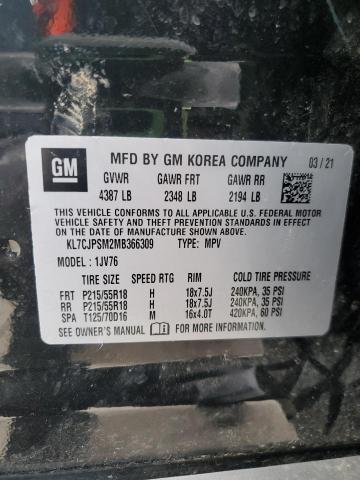 GM
MFD BY GM KOREA COMPANY 03 / 21
GVWR GAWR FRT GAWR RR
4387 LB 2348 LB 2194 LB
THIS VEHICLE CONFORMS TO ALL APPLICABLE U.S. FEDERAL MOTOR
VEHICLE SAFETY AND THEFT PREVENTION STANDARDS IN
EFFECT ON THE DATE OF MANUFACTURE SHOWN ABOVE.
KL7CJPSM2MB366309 TYPE: MPV
MODEL: 1JV76
TIRE SIZE SPEED RTG RIM COLD TIRE PRESSURE
FRT P215/55R18 H 18x7.5J 240KPA, 35 PSI
RR P215/55R18 H 18x7.5J 240KPA, 35 PSI
SPA T125/70D16 M 16x4.0T 420KPA, 60 PSI
SEE OWNER'S MANUAL FOR MORE INFORMATION